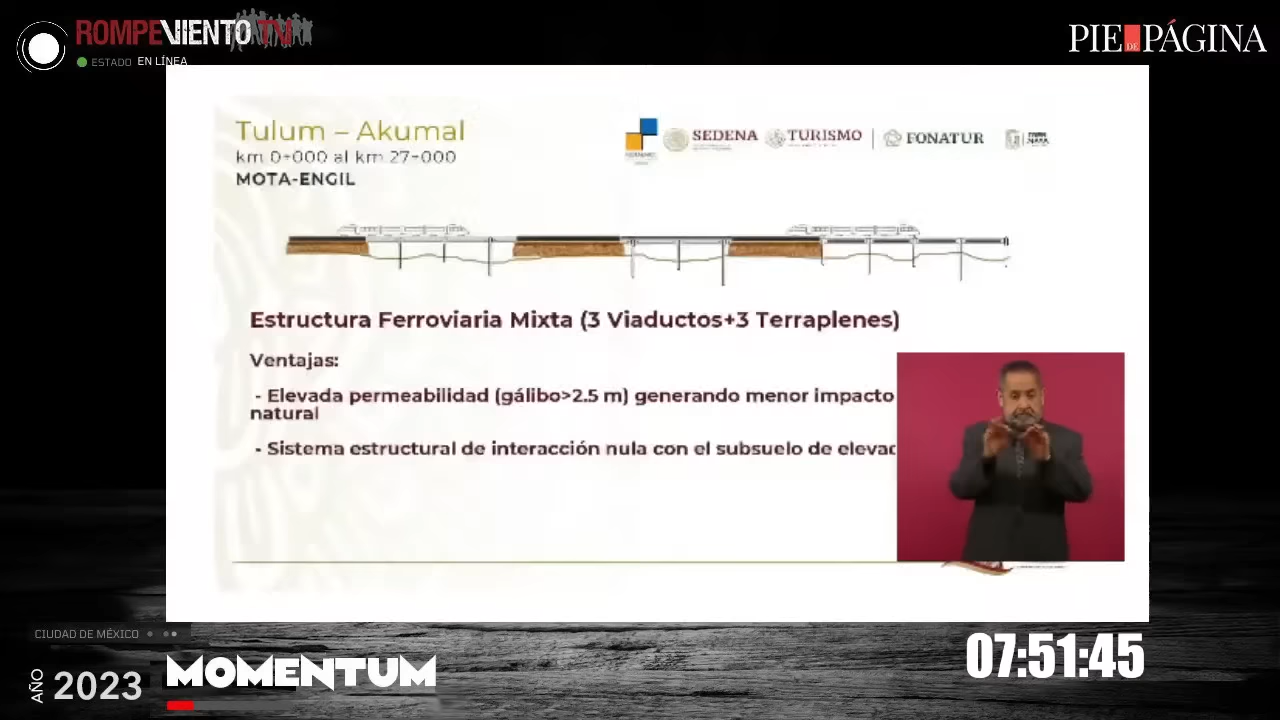 ROMPEVIENTO TV
ESTADO EN LÍNEA
PIE DE PÁGINA
Tulum – Akumal
km 0+000 al km 27+000
MOTA-ENGIL
SEDENA
TURISMO
FONATUR
Estructura Ferroviaria Mixta (3 Viaductos+3 Terraplenes)
Ventajas:
- Elevada permeabilidad (gálibo>2.5 m) generando menor impacto
natural
- Sistema estructural de interacción nula con el subsuelo de elevac
CIUDAD DE MÉXICO
AÑO 2023
MOMENTUM
07:51:45